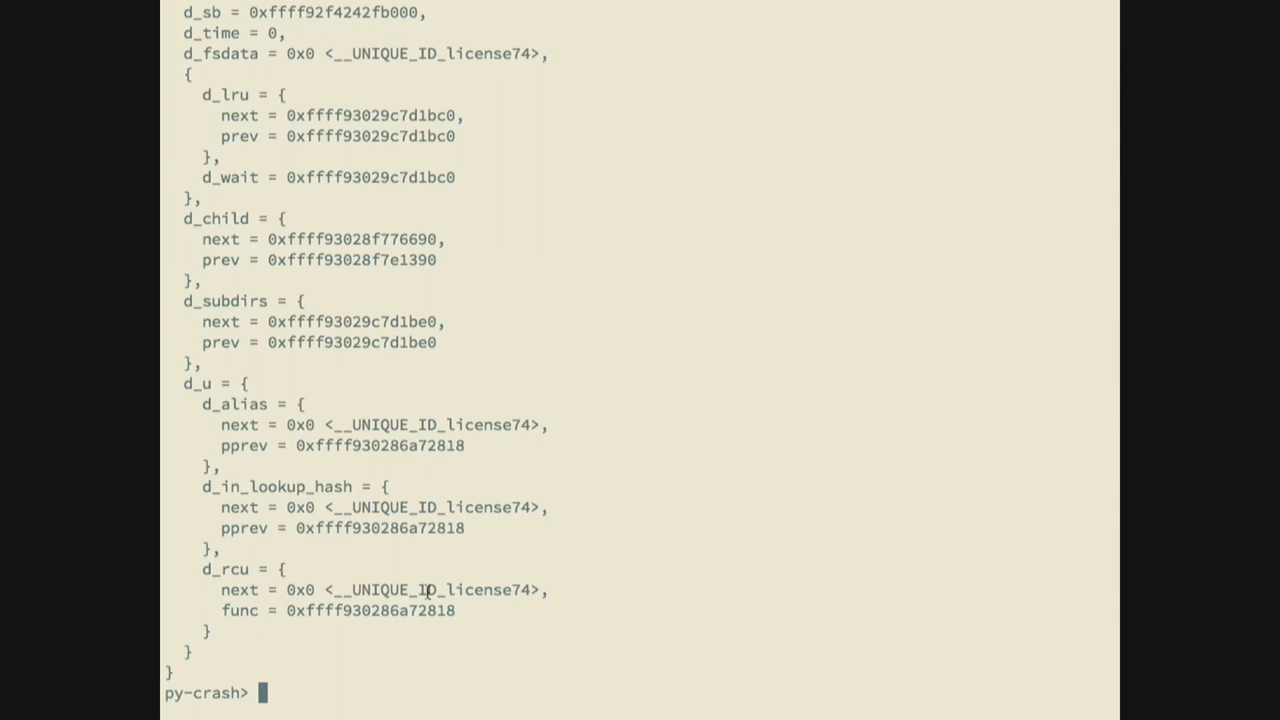 d_sb = 0xffff92f4242fb000,
d_time = 0,
d_fsdata = 0x0 <__UNIQUE_ID_license74>,
{
d_lru = {
next = 0xffff93029c7d1bc0,
prev = 0xffff93029c7d1bc0
},
d_wait = 0xffff93029c7d1bc0
},
d_child = {
next = 0xffff93028f776690,
prev = 0xffff93028f7e1390
},
d_subdirs = {
next = 0xffff93029c7d1be0,
prev = 0xffff93029c7d1be0
},
d_u = {
d_alias = {
next = 0x0 <__UNIQUE_ID_license74>,
pprev = 0xffff930286a72818
},
d_in_lookup_hash = {
next = 0x0 <__UNIQUE_ID_license74>,
pprev = 0xffff930286a72818
},
d_rcu = {
next = 0x0 <__UNIQUE_ID_license74>,
func = 0xffff930286a72818
}
}
}
py-crash>